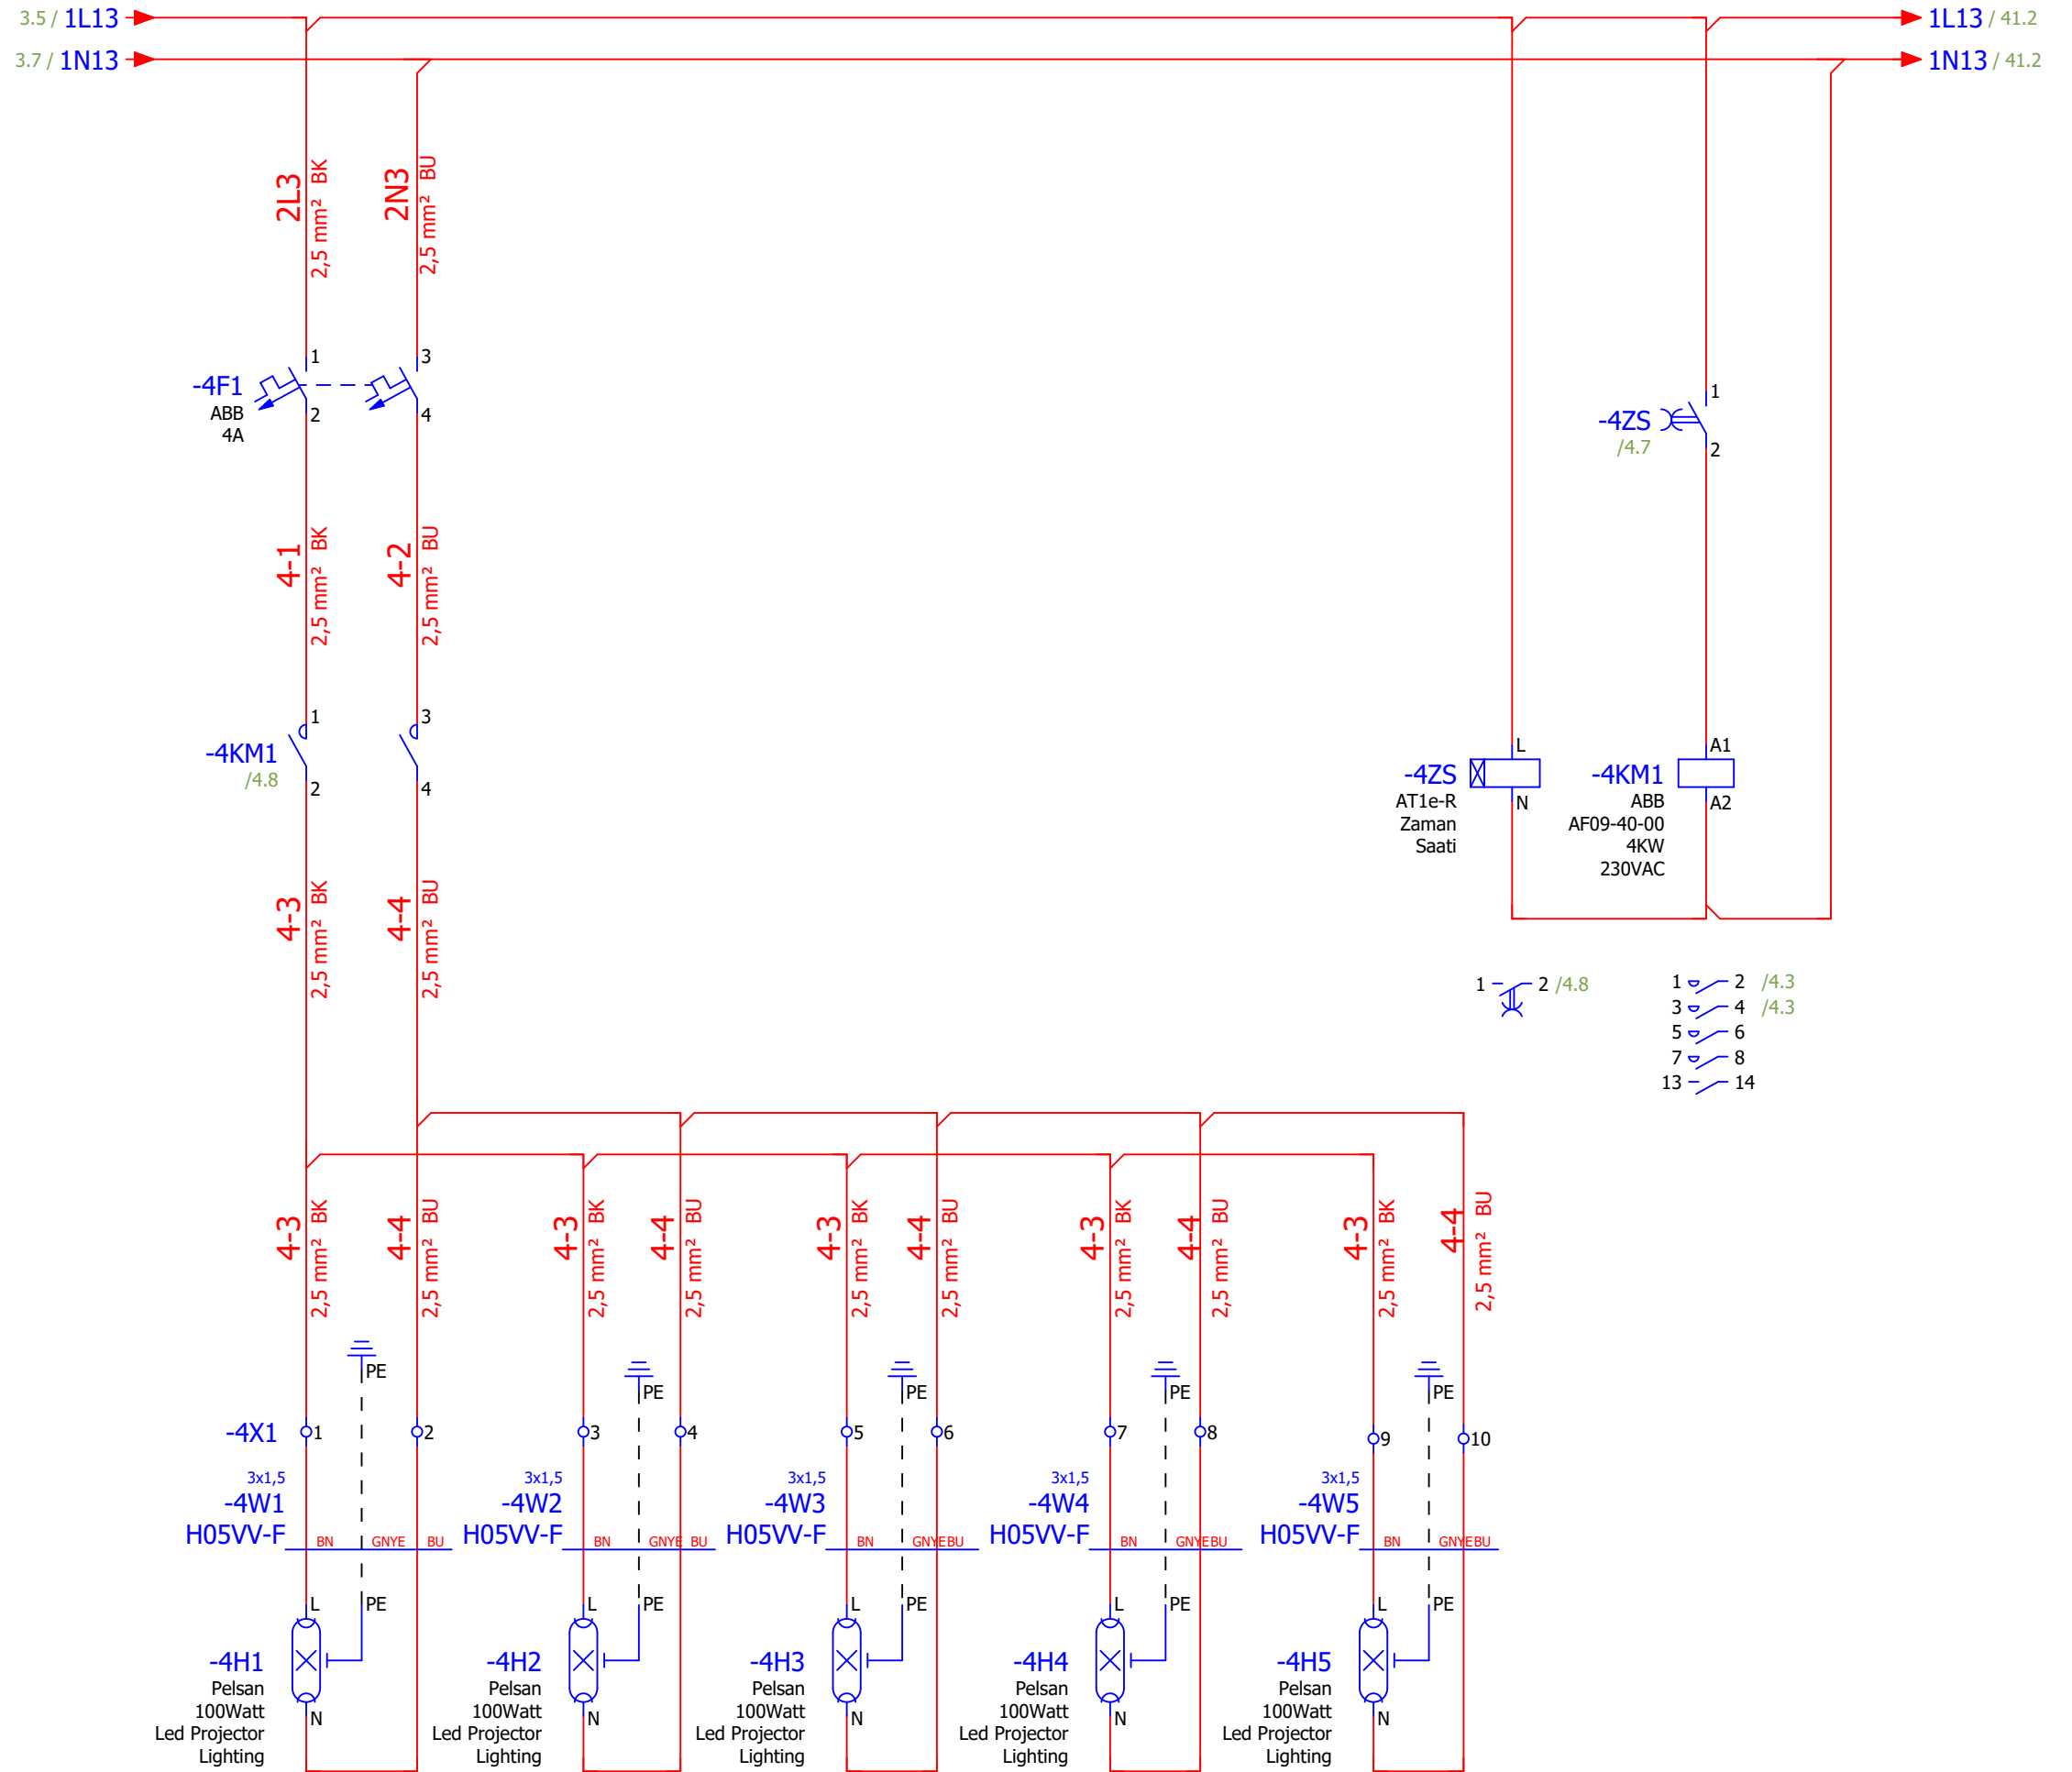 3.5 / 1L13
1L13 / 41.2
3.7 / 1N13
1N13 / 41.2
2L3
2,5 mm² BK
2N3
2,5 mm² BU
-4F1
ABB
4A
1
2
3
4
-4ZS
/4.7
1
2
4-1
2,5 mm² BK
4-2
2,5 mm² BU
-4KM1
/4.8
1
2
3
4
-4ZS
AT1e-R
Zaman
Saati
L
N
-4KM1
ABB
AF09-40-00
4KW
230VAC
A1
A2
4-3
2,5 mm² BK
4-4
2,5 mm² BU
1 2 /4.8
1 2 /4.3
3 4 /4.3
5 6
7 8
13 14
4-3
2,5 mm² BK
4-4
2,5 mm² BU
4-3
2,5 mm² BK
4-4
2,5 mm² BU
4-3
2,5 mm² BK
4-4
2,5 mm² BU
4-3
2,5 mm² BK
4-4
2,5 mm² BU
4-3
2,5 mm² BK
4-4
2,5 mm² BU
PE
PE
PE
PE
PE
-4X1
1
2
3
4
5
6
7
8
9
10
3x1,5
-4W1
H05VV-F
BN GNYE BU
3x1,5
-4W2
H05VV-F
BN GNYE BU
3x1,5
-4W3
H05VV-F
BN GNYE BU
3x1,5
-4W4
H05VV-F
BN GNYE BU
3x1,5
-4W5
H05VV-F
BN GNYE BU
L
PE
-4H1
Pelsan
100Watt
Led Projector
Lighting
N
L
PE
-4H2
Pelsan
100Watt
Led Projector
Lighting
N
L
PE
-4H3
Pelsan
100Watt
Led Projector
Lighting
N
L
PE
-4H4
Pelsan
100Watt
Led Projector
Lighting
N
L
PE
-4H5
Pelsan
100Watt
Led Projector
Lighting
N